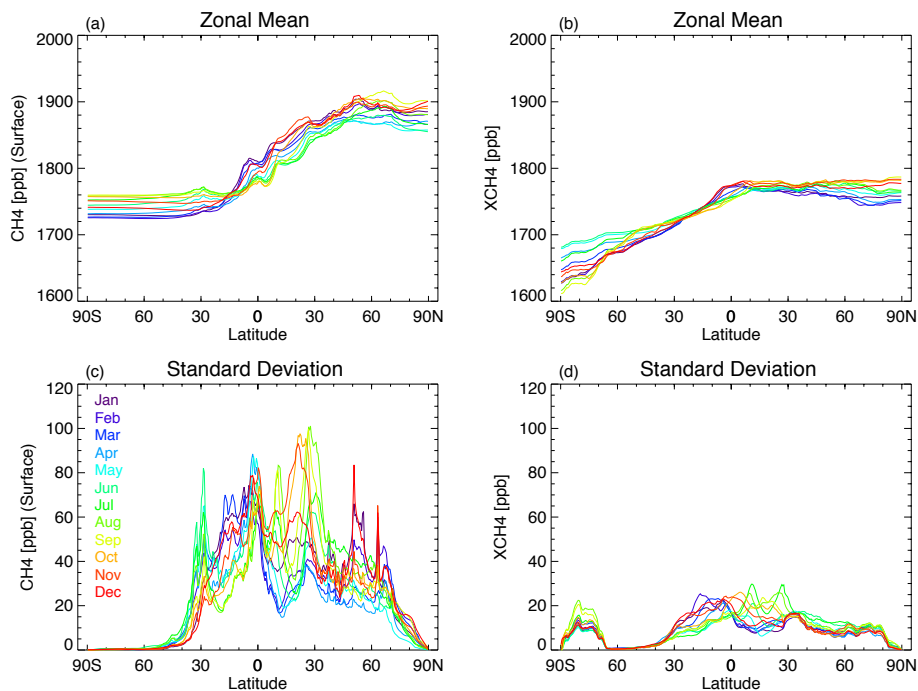 (a) Zonal Mean
2000
1900
1800
1700
1600
CH4 [ppb] (Surface)
90S 60 30 0 30 60 90N
Latitude
(b) Zonal Mean
2000
1900
1800
1700
1600
XCH4 [ppb]
90S 60 30 0 30 60 90N
Latitude
(c) Standard Deviation
120
100
80
60
40
20
0
CH4 [ppb] (Surface)
Jan
Feb
Mar
Apr
May
Jun
Jul
Aug
Sep
Oct
Nov
Dec
90S 60 30 0 30 60 90N
Latitude
(d) Standard Deviation
120
100
80
60
40
20
0
XCH4 [ppb]
90S 60 30 0 30 60 90N
Latitude